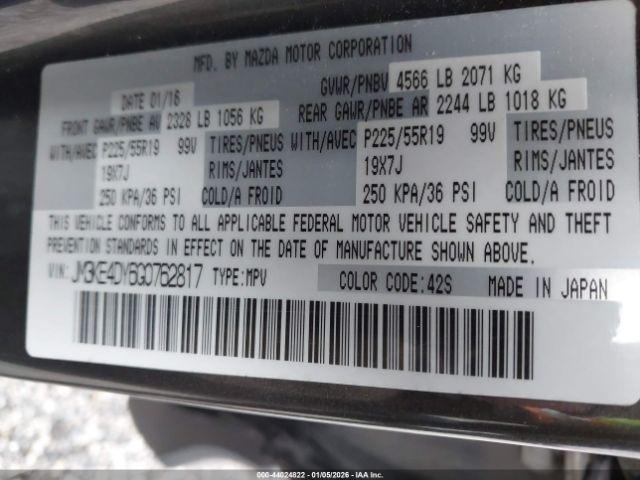 MFD. BY MAZDA MOTOR CORPORATION
DATE 01/16 GVWR/PNBV 4566 LB 2071 KG
FRONT GAWR/PNBE AV 2328 LB 1056 KG REAR GAWR/PNBE AR 2244 LB 1018 KG
WITH/AVEC P225/55R19 99V TIRES/PNEUS WITH/AVEC P225/55R19 99V TIRES/PNEUS
19X7J RIMS/JANTES 19X7J RIMS/JANTES
250 KPA/36 PSI COLD/A FROID 250 KPA/36 PSI COLD/A FROID
THIS VEHICLE CONFORMS TO ALL APPLICABLE FEDERAL MOTOR VEHICLE SAFETY AND THEFT
PREVENTION STANDARDS IN EFFECT ON THE DATE OF MANUFACTURE SHOWN ABOVE.
VIN: JM3KE4DY6G0762817 TYPE:MPV COLOR CODE:42S MADE IN JAPAN
000-44024822 - 01/05/2026 - IAA Inc.